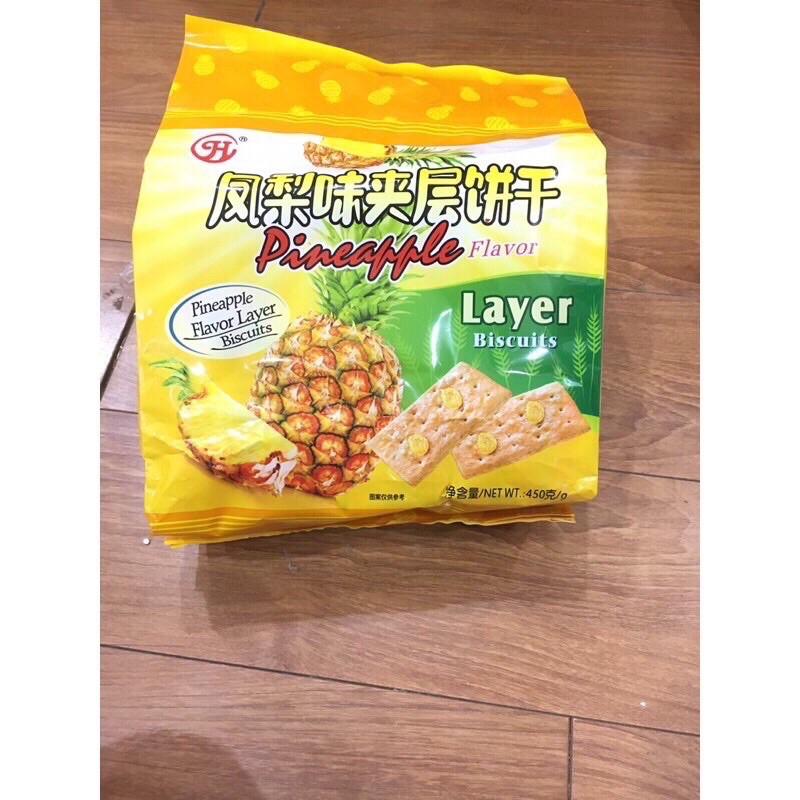 H®
凤梨味夹层饼干
Pineapple Flavor
Pineapple
Flavor Layer
Biscuits
Layer
Biscuits
图案仅供参考
净含量/NET WT.:450克/g